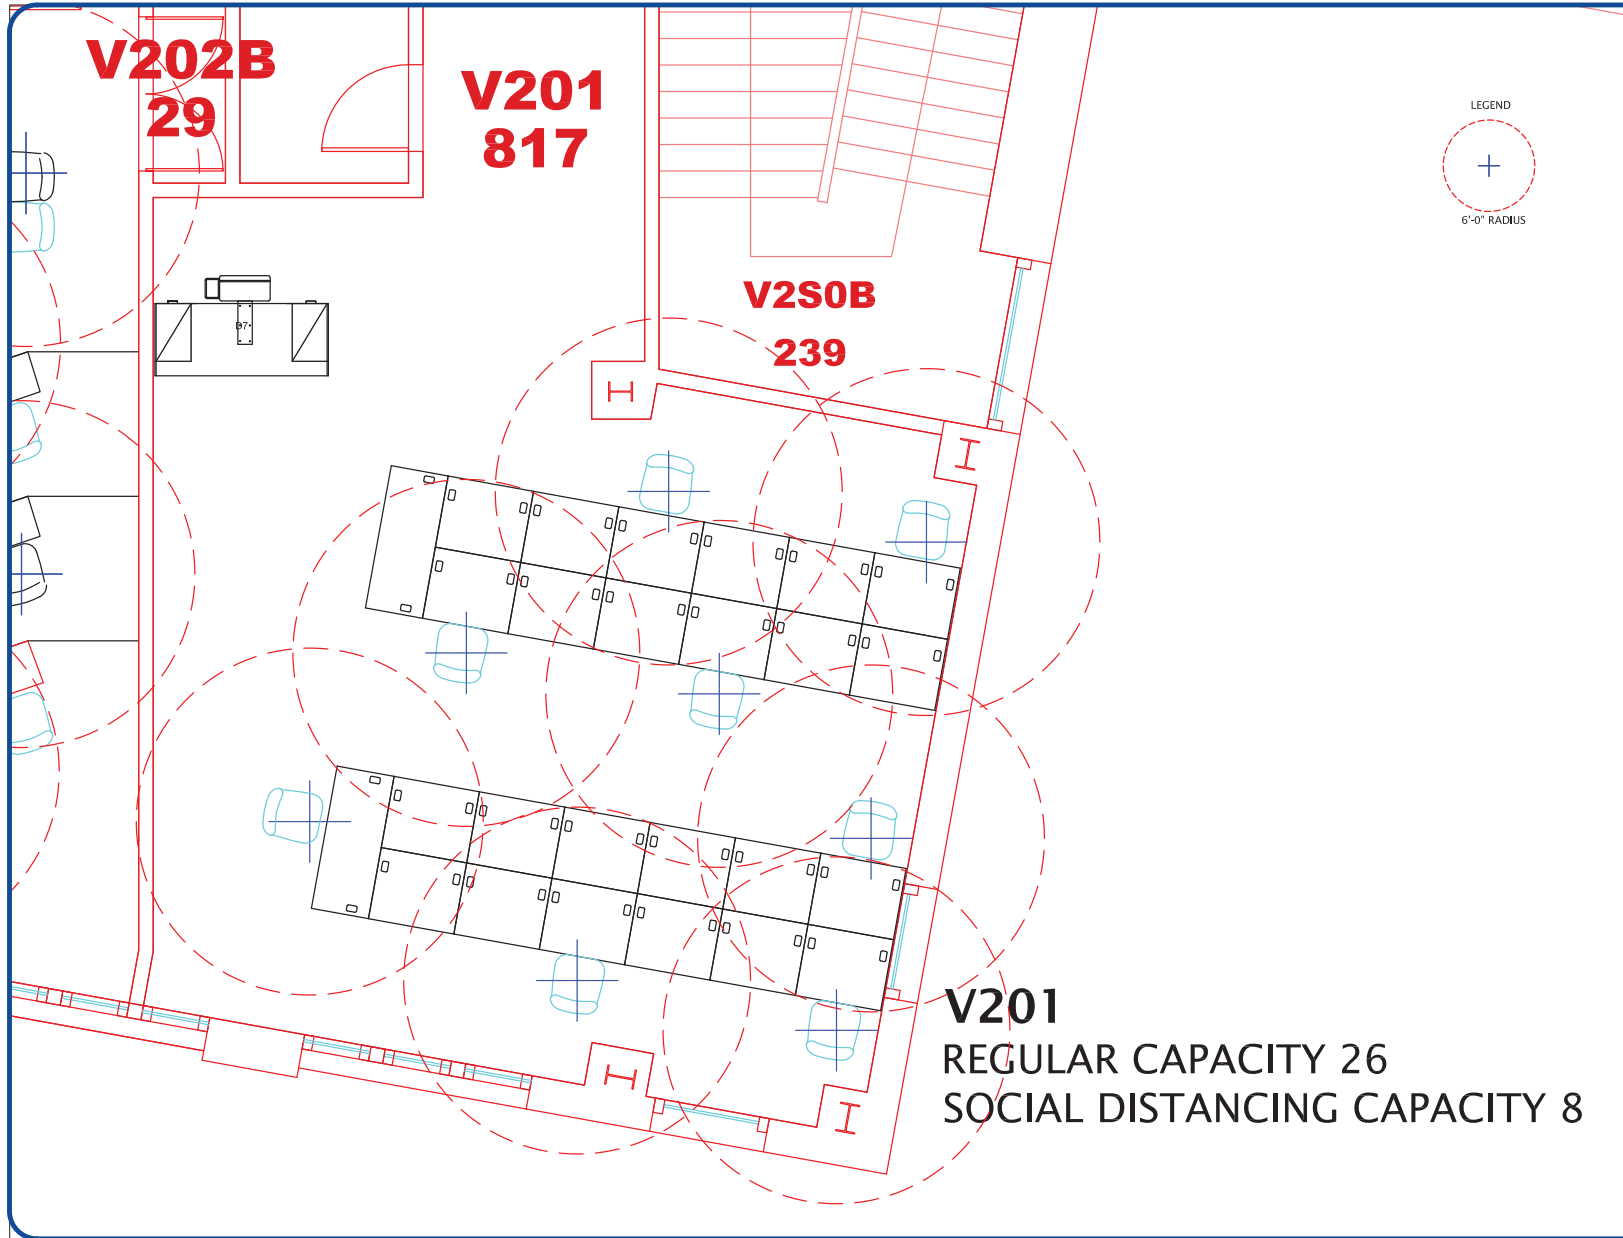 V202B
29
V201
817
LEGEND
6'-0" RADIUS
V2S0B
239
V201
REGULAR CAPACITY 26
SOCIAL DISTANCING CAPACITY 8